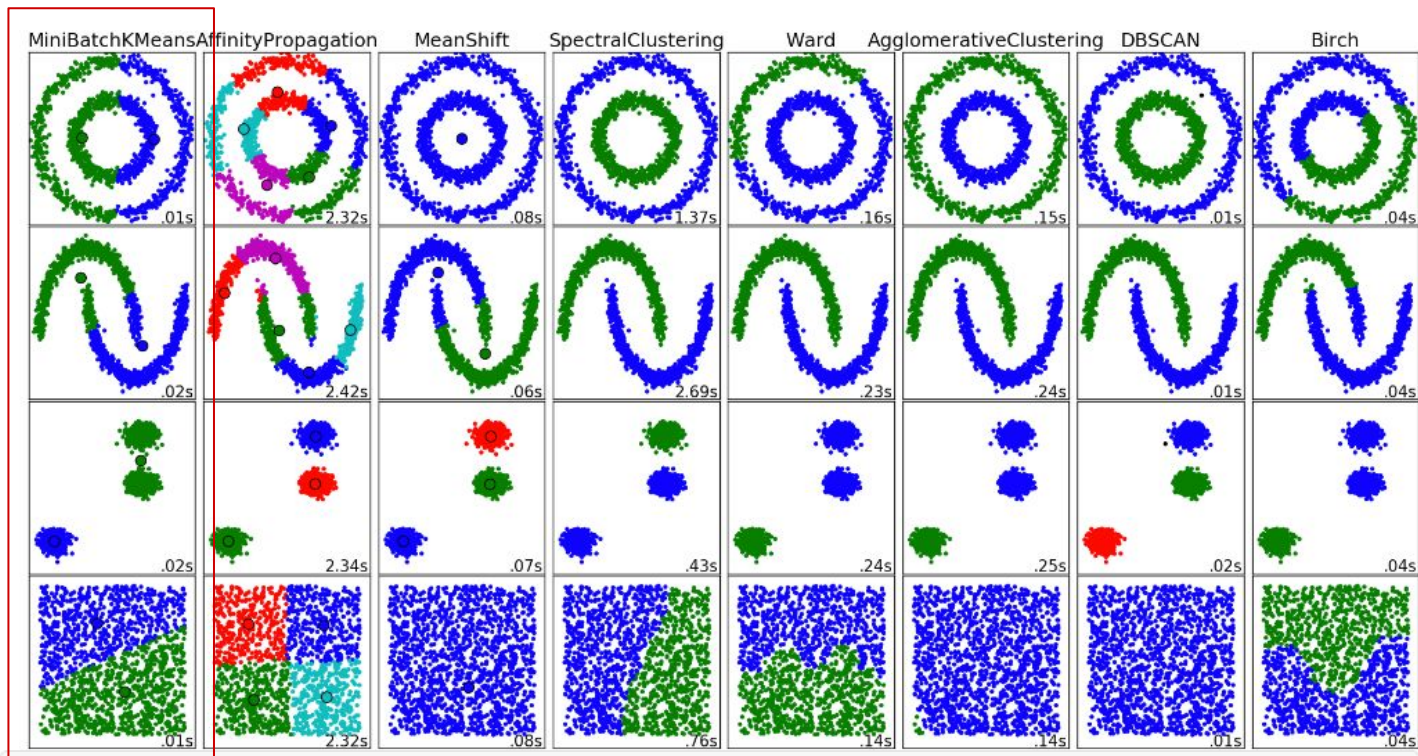 MiniBatchKMeans AffinityPropagation MeanShift SpectralClustering Ward AgglomerativeClustering DBSCAN Birch
.01s 2.32s .08s 1.37s .16s .15s .01s .04s
.02s 2.42s .06s 2.69s .23s .24s .01s .04s
.02s 2.34s .07s .43s .24s .25s .02s .04s
.01s 2.32s .08s .76s .14s .14s .01s .04s